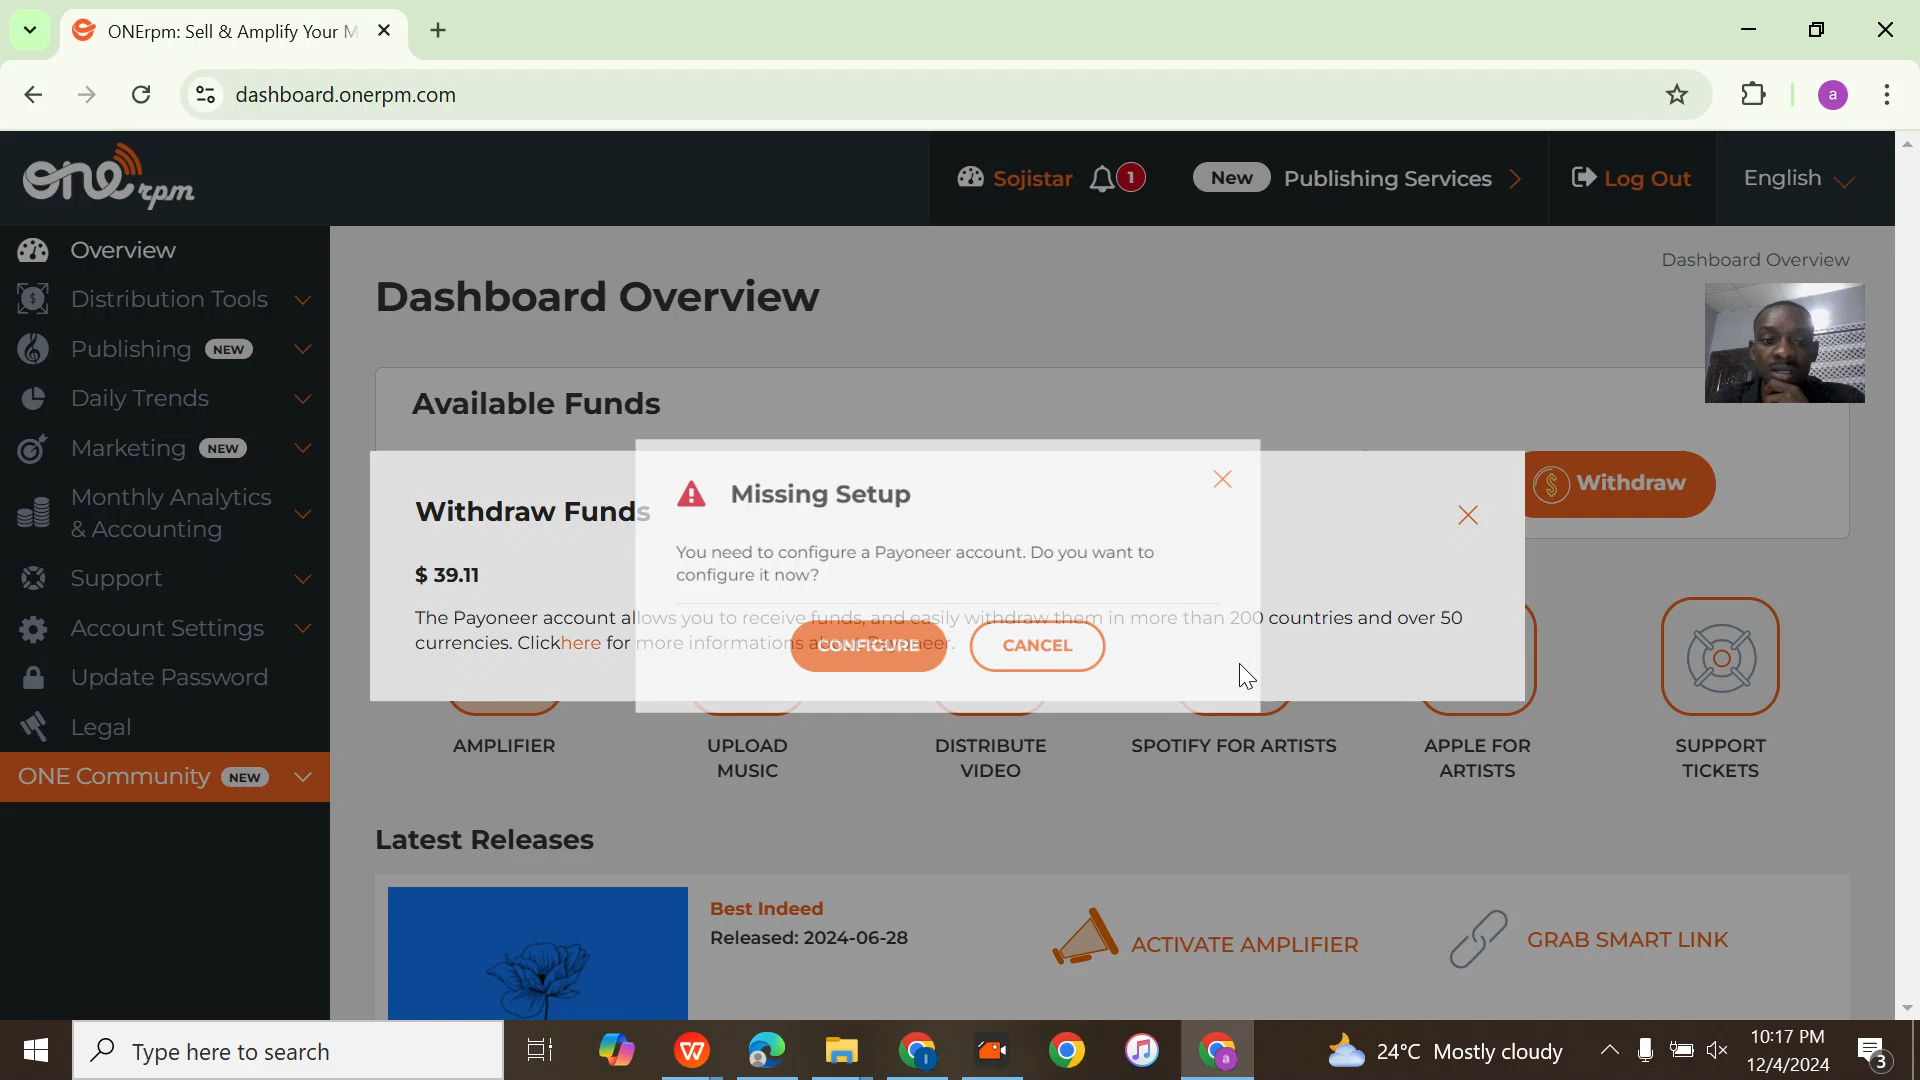 ONErpm: Sell & Amplify Your M
dashboard.onerpm.com
a
one rpm
Sojistar
1
New
Publishing Services
Log Out
English
Overview
Distribution Tools
Publishing NEW
Daily Trends
Marketing NEW
Monthly Analytics
& Accounting
Support
Account Settings
Update Password
Legal
ONE Community NEW
Dashboard Overview
Dashboard Overview
Available Funds
Withdraw
Withdraw Funds
$ 39.11
The Payoneer account allows you to receive funds, and easily withdraw them in more than 200 countries and over 50
currencies. Clickhere for more informations about Payoneer.
Missing Setup
You need to configure a Payoneer account. Do you want to
configure it now?
CONFIGURE
CANCEL
AMPLIFIER
UPLOAD
MUSIC
DISTRIBUTE
VIDEO
SPOTIFY FOR ARTISTS
APPLE FOR
ARTISTS
SUPPORT
TICKETS
Latest Releases
Best Indeed
Released: 2024-06-28
ACTIVATE AMPLIFIER
GRAB SMART LINK
Type here to search
24°C Mostly cloudy
10:17 PM
12/4/2024
3